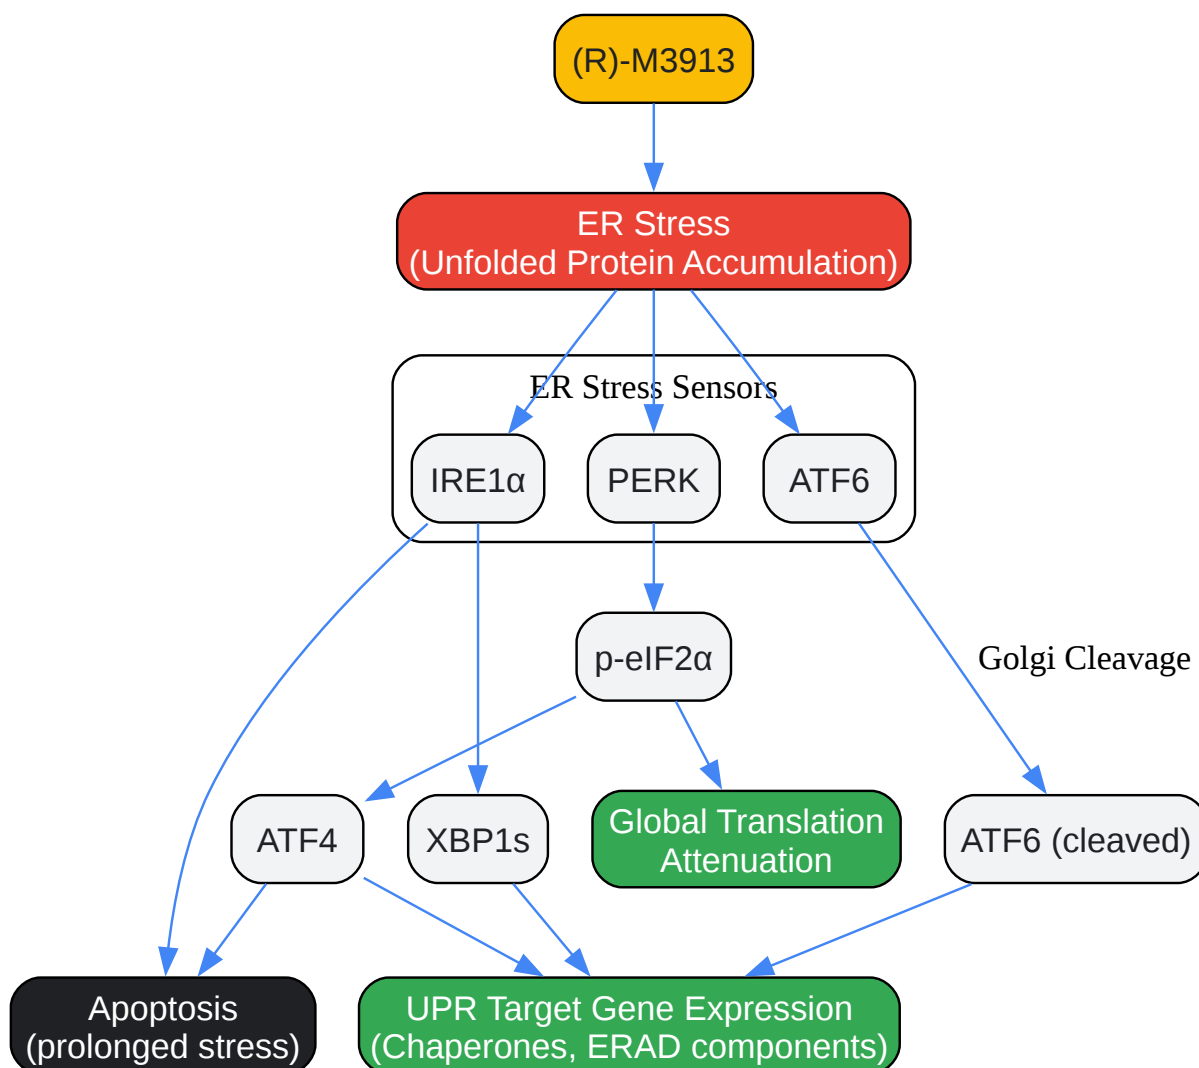 (R)-M3913
ER Stress
(Unfolded Protein Accumulation)
ER Stress Sensors
IRE1α
PERK
ATF6
p-eIF2α
Golgi Cleavage
ATF4
XBP1s
Global Translation
Attenuation
ATF6 (cleaved)
Apoptosis
(prolonged stress)
UPR Target Gene Expression
(Chaperones, ERAD components)